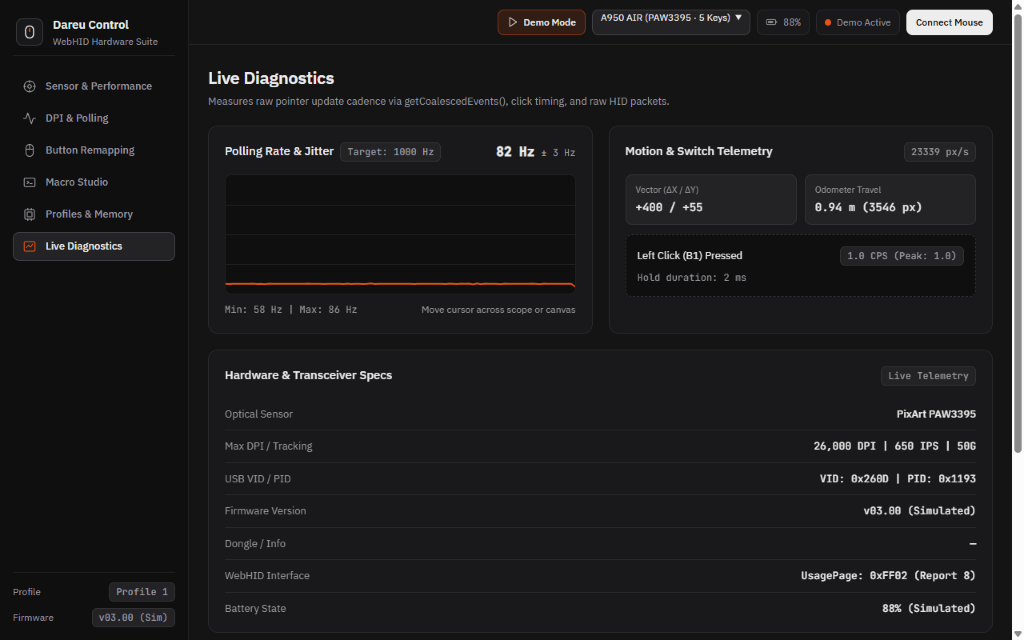 Dareu Control
WebHID Hardware Suite
Sensor & Performance
DPI & Polling
Button Remapping
Macro Studio
Profiles & Memory
Live Diagnostics
Profile
Profile 1
Firmware
v03.00 (Sim)
Demo Mode
A950 AIR (PAW3395 · 5 Keys) ▼
88%
Demo Active
Connect Mouse
Live Diagnostics
Measures raw pointer update cadence via getCoalescedEvents(), click timing, and raw HID packets.
Polling Rate & Jitter
Target: 1000 Hz
82 Hz ± 3 Hz
Min: 58 Hz | Max: 86 Hz
Move cursor across scope or canvas
Motion & Switch Telemetry
23339 px/s
Vector (ΔX / ΔY)
+400 / +55
Odometer Travel
0.94 m (3546 px)
Left Click (B1) Pressed
1.0 CPS (Peak: 1.0)
Hold duration: 2 ms
Hardware & Transceiver Specs
Live Telemetry
Optical Sensor
PixArt PAW3395
Max DPI / Tracking
26,000 DPI | 650 IPS | 50G
USB VID / PID
VID: 0x260D | PID: 0x1193
Firmware Version
v03.00 (Simulated)
Dongle / Info
—
WebHID Interface
UsagePage: 0xFF02 (Report 8)
Battery State
88% (Simulated)